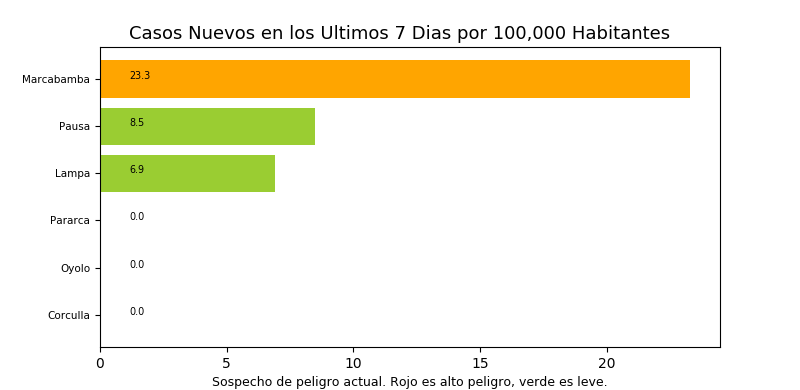 Casos Nuevos en los Ultimos 7 Dias por 100,000 Habitantes
Marcabamba 23.3
Pausa 8.5
Lampa 6.9
Pararca 0.0
Oyolo 0.0
Corculla 0.0
0 5 10 15 20
Sospecho de peligro actual. Rojo es alto peligro, verde es leve.